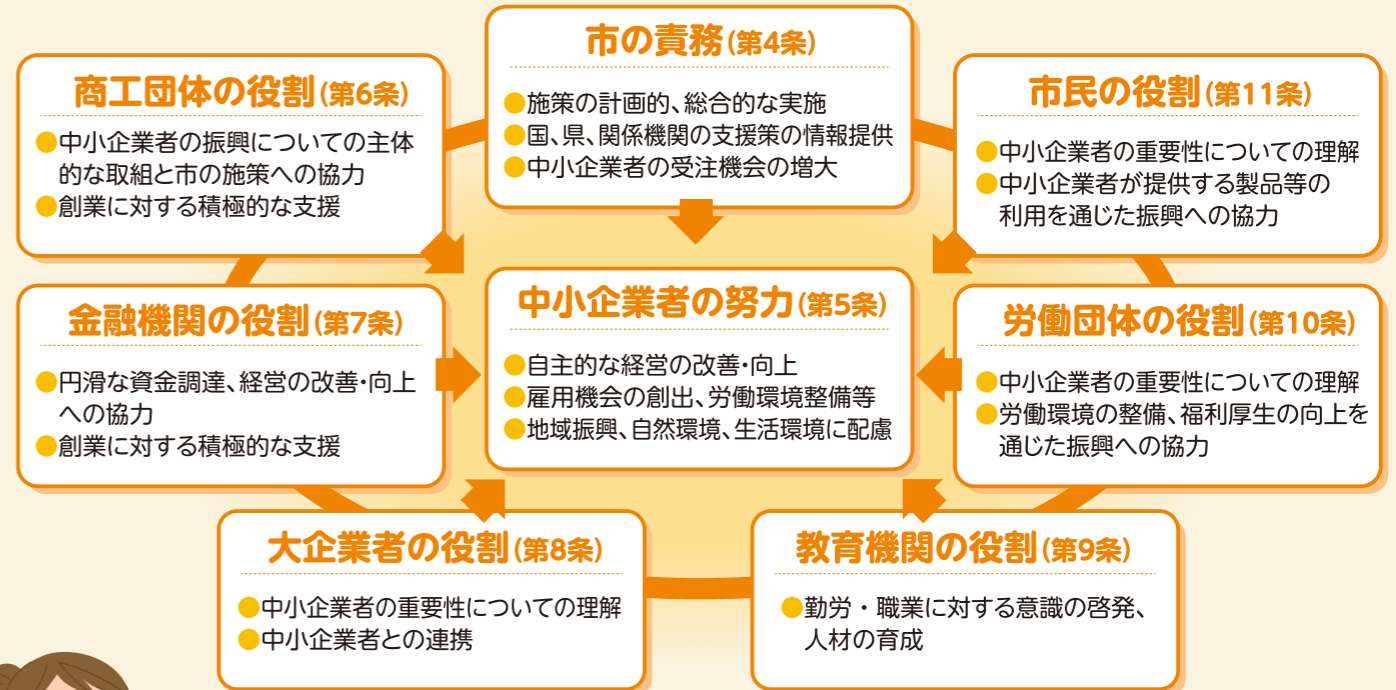 市の責務(第4条)
●施策の計画的、総合的な実施
●国、県、関係機関の支援策の情報提供
●中小企業者の受注機会の増大
商工団体の役割(第6条)
●中小企業者の振興についての主体
的な取組と市の施策への協力
●創業に対する積極的な支援
市民の役割(第11条)
●中小企業者の重要性についての理解
●中小企業者が提供する製品等の
利用を通じた振興への協力
金融機関の役割(第7条)
●円滑な資金調達、経営の改善・向上
への協力
●創業に対する積極的な支援
中小企業者の努力(第5条)
●自主的な経営の改善・向上
●雇用機会の創出、労働環境整備等
●地域振興、自然環境、生活環境に配慮
労働団体の役割(第10条)
●中小企業者の重要性についての理解
●労働環境の整備、福利厚生の向上を
通じた振興への協力
大企業者の役割(第8条)
●中小企業者の重要性についての理解
●中小企業者との連携
教育機関の役割(第9条)
●勤労・職業に対する意識の啓発、
人材の育成